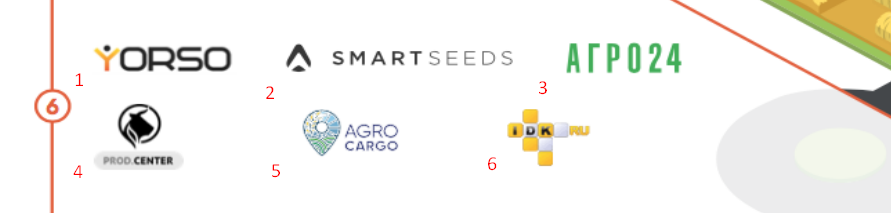 YORSO
SMARTSEEDS
АГРО24
1
2
3
6
PROD.CENTER
AGRO
CARGO
IDK RU
4
5
6